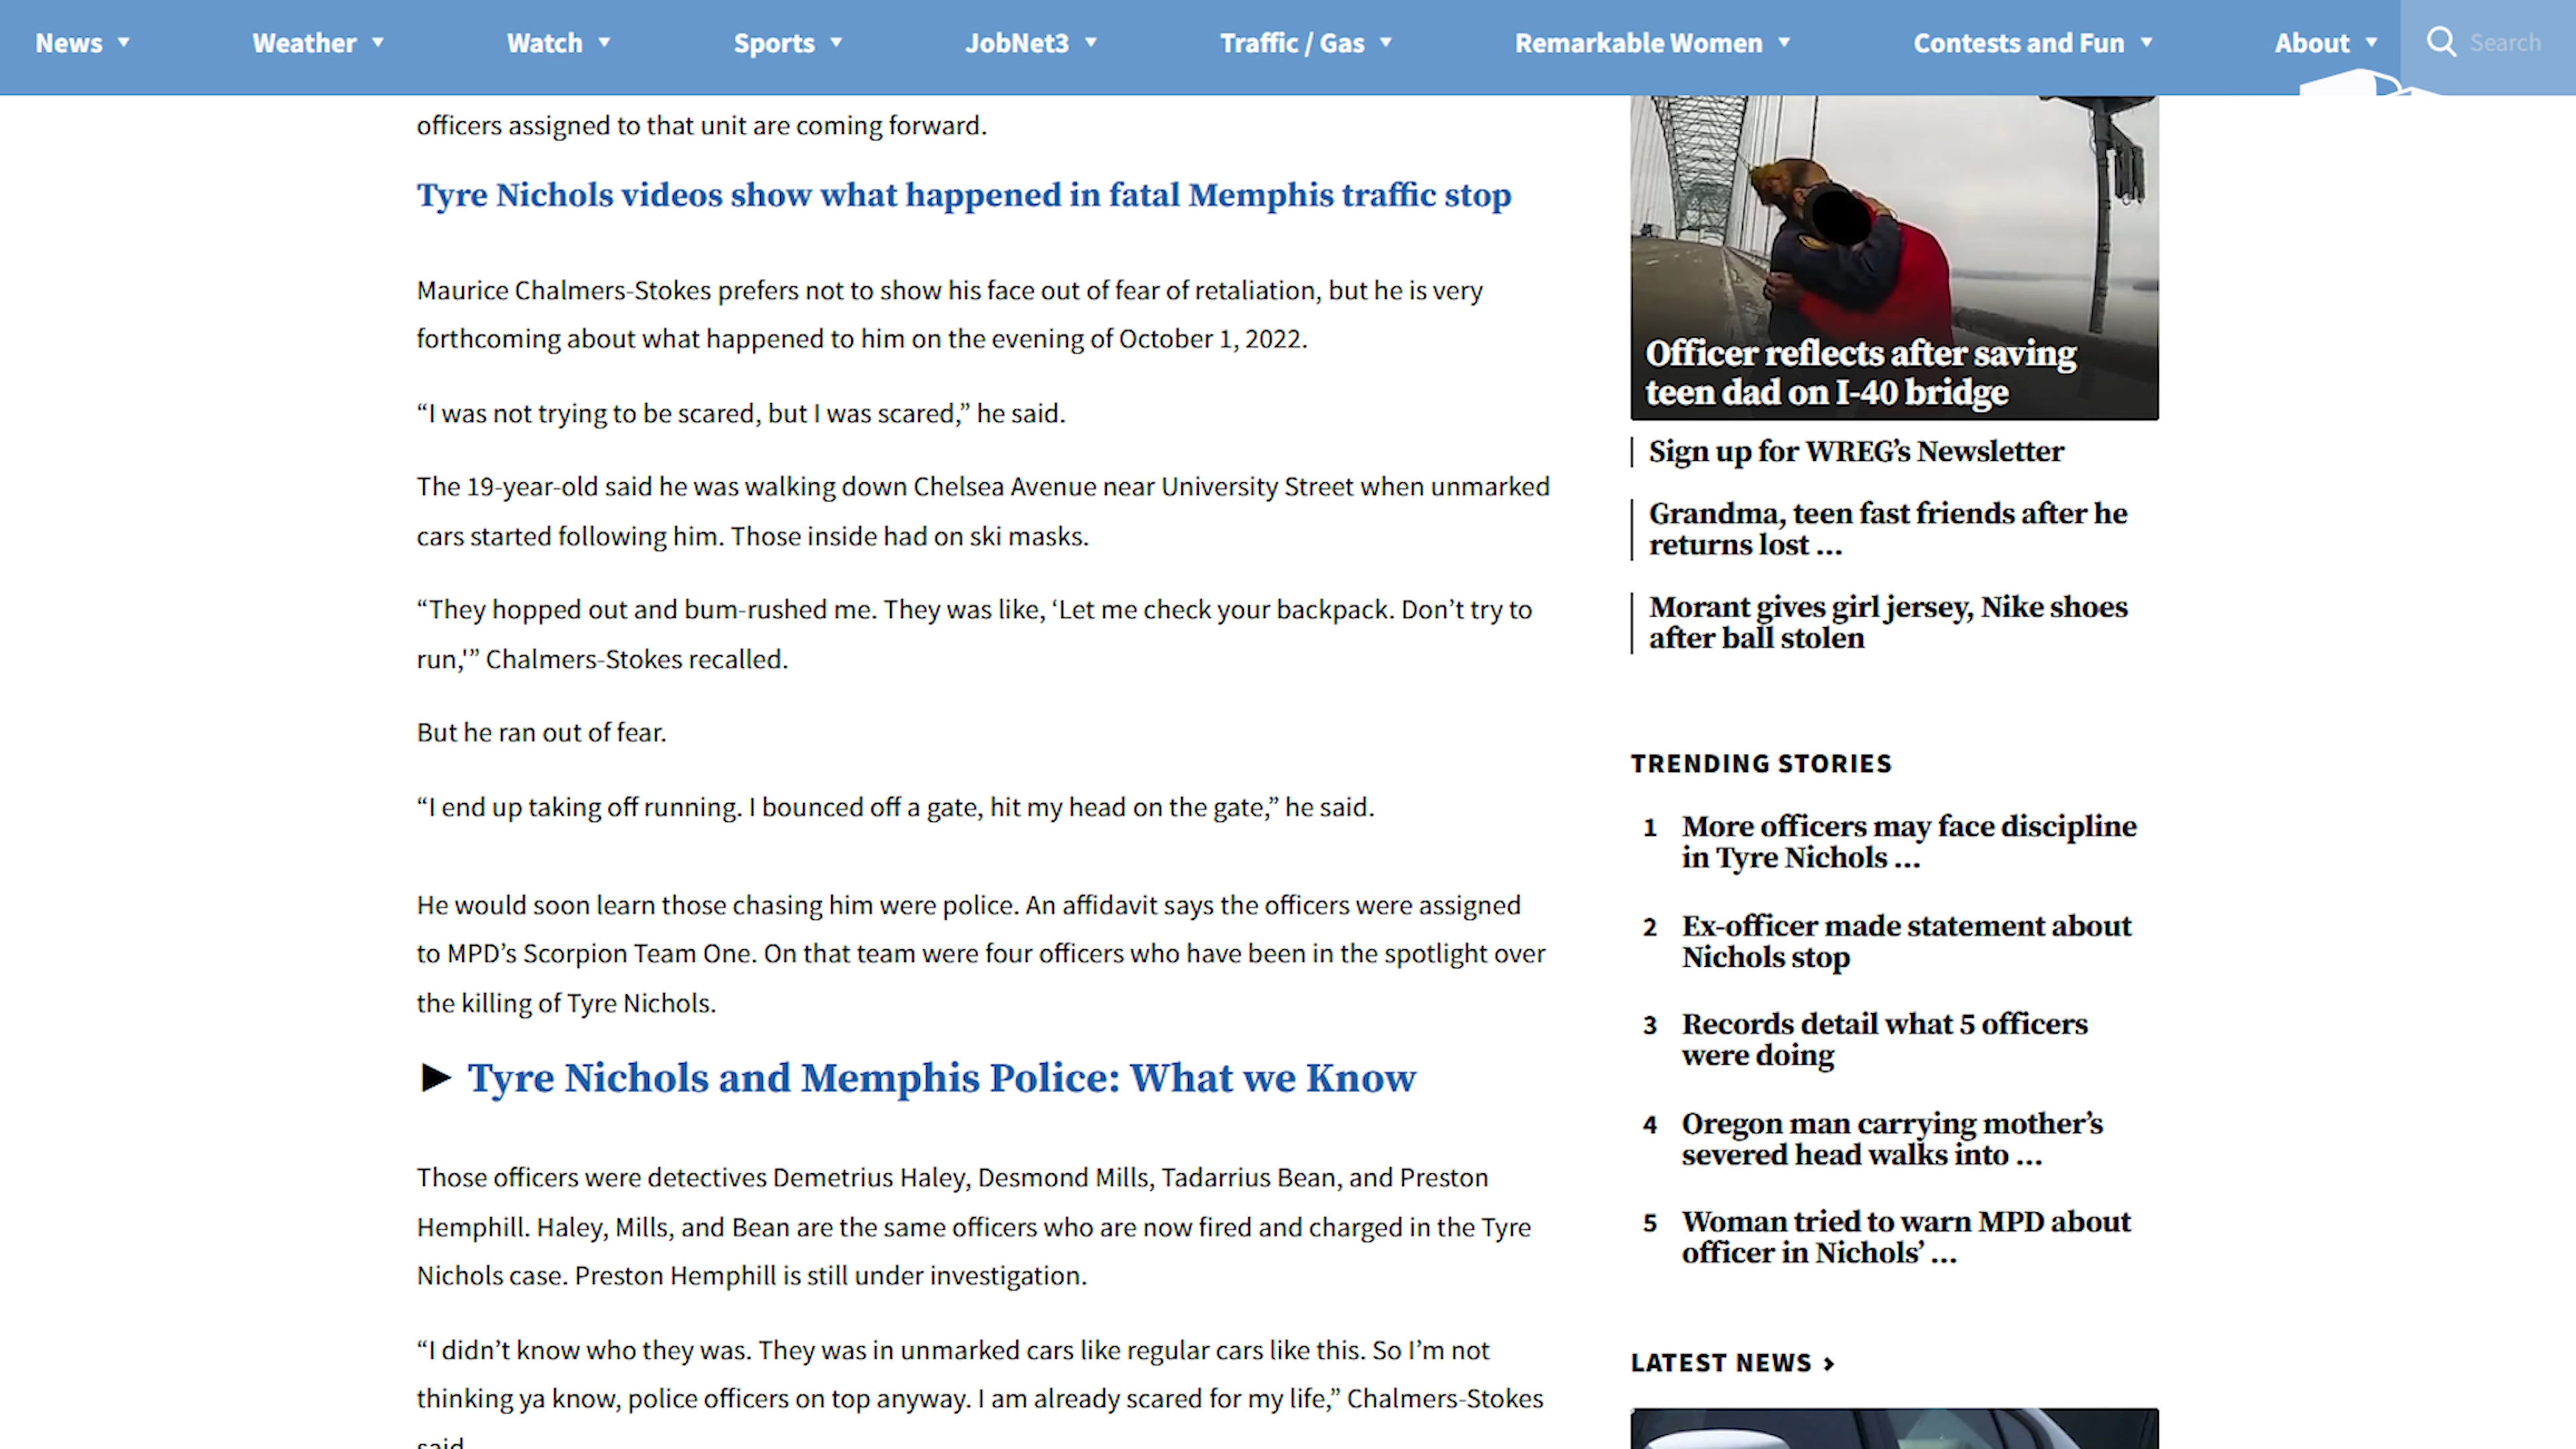 News
Weather
Watch
Sports
JobNet3
Traffic / Gas
Remarkable Women
Contests and Fun
About
Search
officers assigned to that unit are coming forward.
Tyre Nichols videos show what happened in fatal Memphis traffic stop
Maurice Chalmers-Stokes prefers not to show his face out of fear of retaliation, but he is very
forthcoming about what happened to him on the evening of October 1, 2022.
“I was not trying to be scared, but I was scared,” he said.
The 19-year-old said he was walking down Chelsea Avenue near University Street when unmarked
cars started following him. Those inside had on ski masks.
“They hopped out and bum-rushed me. They was like, ‘Let me check your backpack. Don’t try to
run,'” Chalmers-Stokes recalled.
But he ran out of fear.
“I end up taking off running. I bounced off a gate, hit my head on the gate,” he said.
He would soon learn those chasing him were police. An affidavit says the officers were assigned
to MPD’s Scorpion Team One. On that team were four officers who have been in the spotlight over
the killing of Tyre Nichols.
► Tyre Nichols and Memphis Police: What we Know
Those officers were detectives Demetrius Haley, Desmond Mills, Tadarrius Bean, and Preston
Hemphill. Haley, Mills, and Bean are the same officers who are now fired and charged in the Tyre
Nichols case. Preston Hemphill is still under investigation.
“I didn’t know who they was. They was in unmarked cars like regular cars like this. So I’m not
thinking ya know, police officers on top anyway. I am already scared for my life,” Chalmers-Stokes
said.
Officer reflects after saving
teen dad on I-40 bridge
Sign up for WREG’s Newsletter
Grandma, teen fast friends after he
returns lost …
Morant gives girl jersey, Nike shoes
after ball stolen
TRENDING STORIES
1 More officers may face discipline
in Tyre Nichols …
2 Ex-officer made statement about
Nichols stop
3 Records detail what 5 officers
were doing
4 Oregon man carrying mother’s
severed head walks into …
5 Woman tried to warn MPD about
officer in Nichols’ …
LATEST NEWS ›